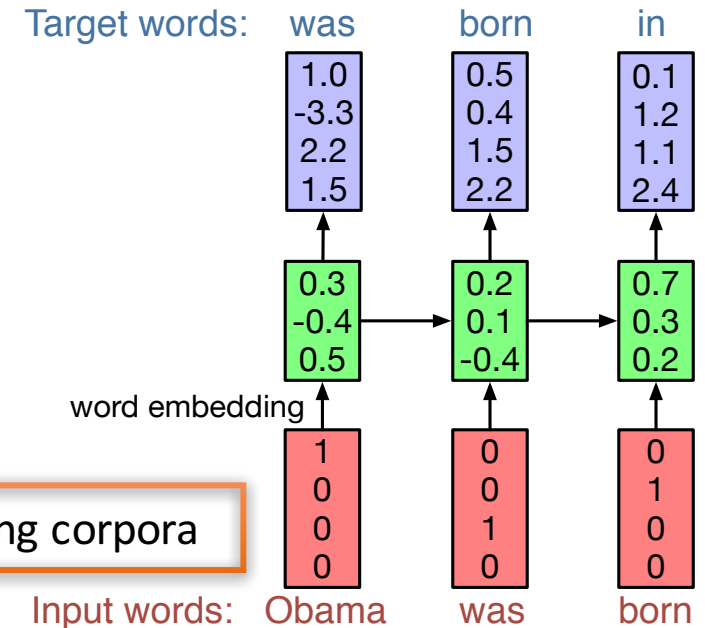 Target words: was born in
1.0 0.5 0.1
-3.3 0.4 1.2
2.2 1.5 1.1
1.5 2.2 2.4
0.3 0.2 0.7
-0.4 0.1 0.3
0.5 -0.4 0.2
word embedding
1 0 0
0 0 1
0 1 0
0 0 0
corpora
Input words: Obama was born